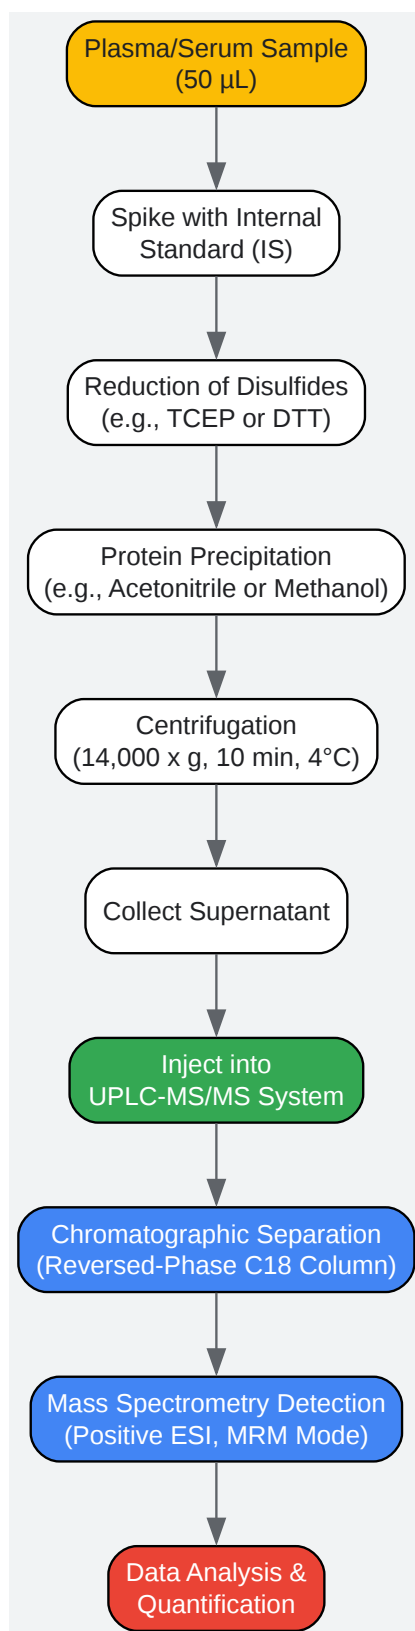 Plasma/Serum Sample
(50 µL)
Spike with Internal
Standard (IS)
Reduction of Disulfides
(e.g., TCEP or DTT)
Protein Precipitation
(e.g., Acetonitrile or Methanol)
Centrifugation
(14,000 x g, 10 min, 4°C)
Collect Supernatant
Inject into
UPLC-MS/MS System
Chromatographic Separation
(Reversed-Phase C18 Column)
Mass Spectrometry Detection
(Positive ESI, MRM Mode)
Data Analysis &
Quantification